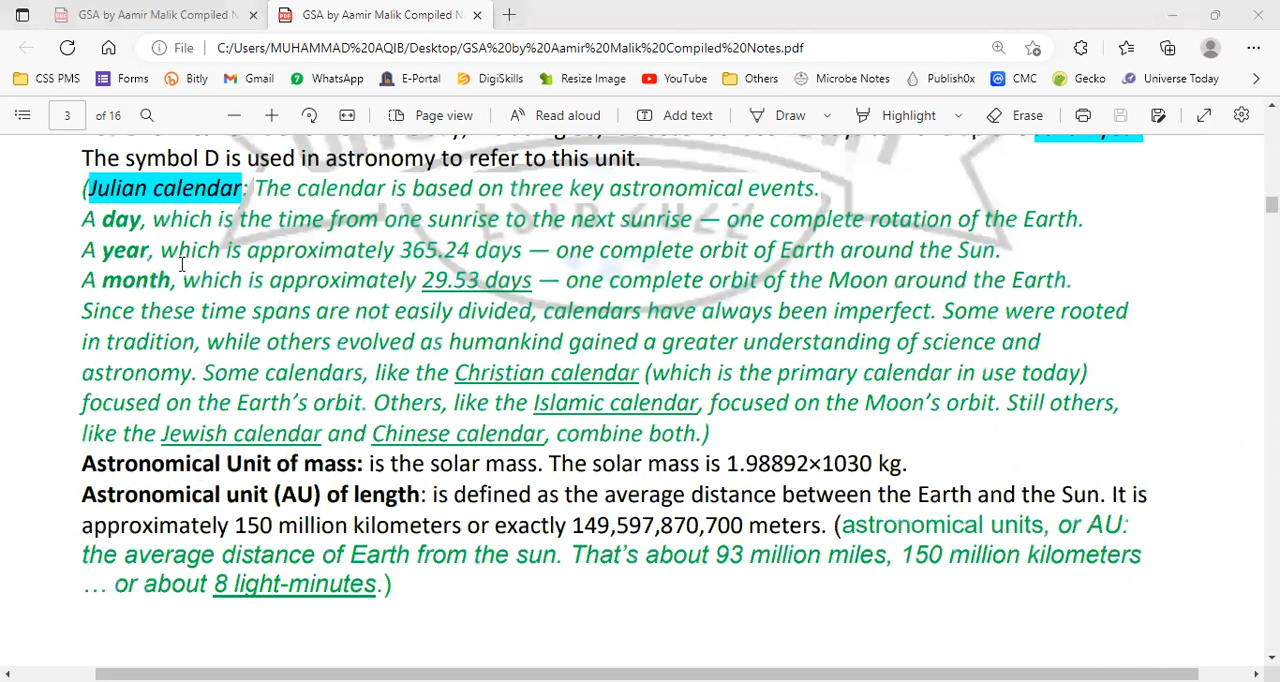 GSA by Aamir Malik Compiled N
GSA by Aamir Malik Compiled N
File C:/Users/MUHAMMAD%20AQIB/Desktop/GSA%20by%20Aamir%20Malik%20Compiled%20Notes.pdf
CSS PMS Forms Bitly Gmail WhatsApp E-Portal DigiSkills Resize Image YouTube Others Microbe Notes Publish0x CMC Gecko Universe Today
3 of 16 Page view Read aloud Add text Draw Highlight Erase
The symbol D is used in astronomy to refer to this unit.
(Julian calendar: The calendar is based on three key astronomical events.
A day, which is the time from one sunrise to the next sunrise — one complete rotation of the Earth.
A year, which is approximately 365.24 days — one complete orbit of Earth around the Sun.
A month, which is approximately 29.53 days — one complete orbit of the Moon around the Earth.
Since these time spans are not easily divided, calendars have always been imperfect. Some were rooted
in tradition, while others evolved as humankind gained a greater understanding of science and
astronomy. Some calendars, like the Christian calendar (which is the primary calendar in use today)
focused on the Earth's orbit. Others, like the Islamic calendar, focused on the Moon's orbit. Still others,
like the Jewish calendar and Chinese calendar, combine both.)
Astronomical Unit of mass: is the solar mass. The solar mass is 1.98892×1030 kg.
Astronomical unit (AU) of length: is defined as the average distance between the Earth and the Sun. It is
approximately 150 million kilometers or exactly 149,597,870,700 meters. (astronomical units, or AU:
the average distance of Earth from the sun. That's about 93 million miles, 150 million kilometers
… or about 8 light-minutes.)